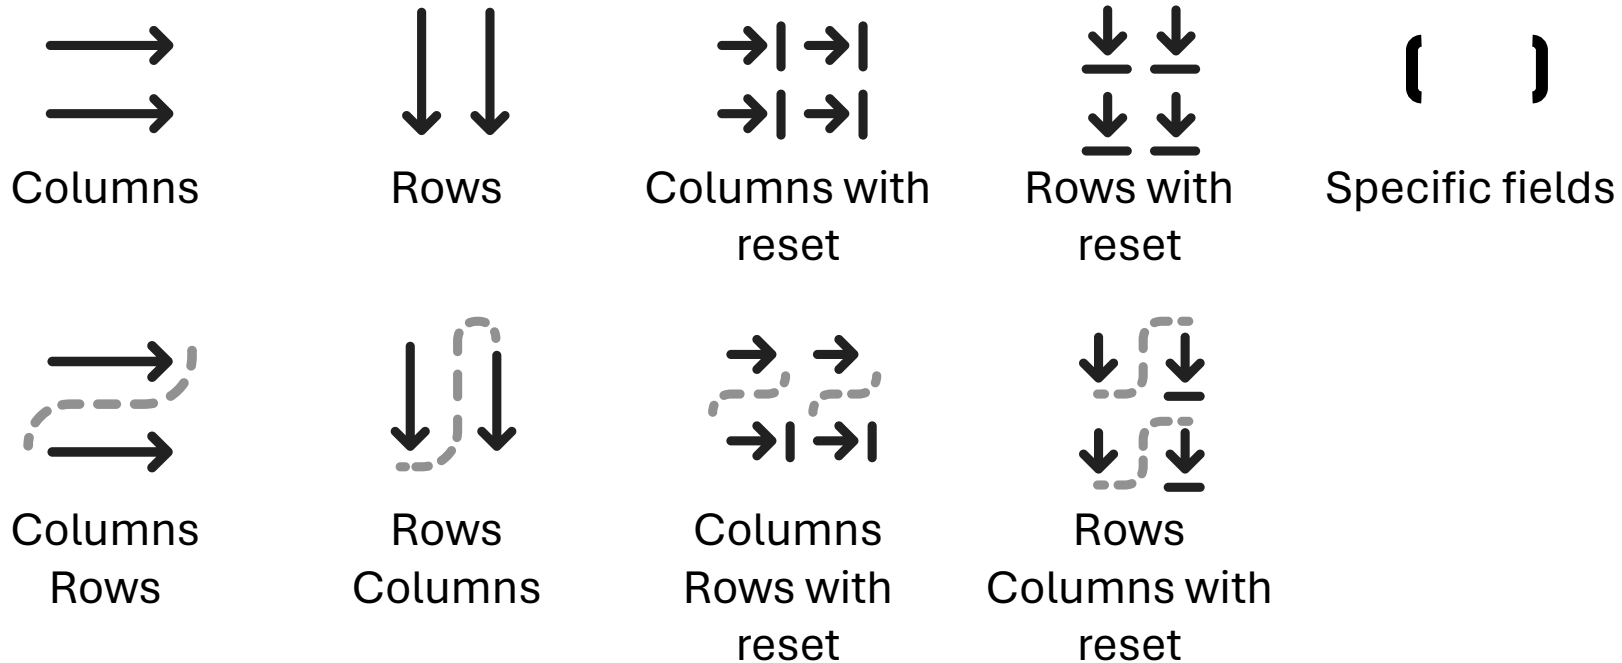 Columns
Rows
Columns with
reset
Rows with
reset
Specific fields
Columns
Rows
Rows
Columns
Columns
Rows with
reset
Rows
Columns with
reset